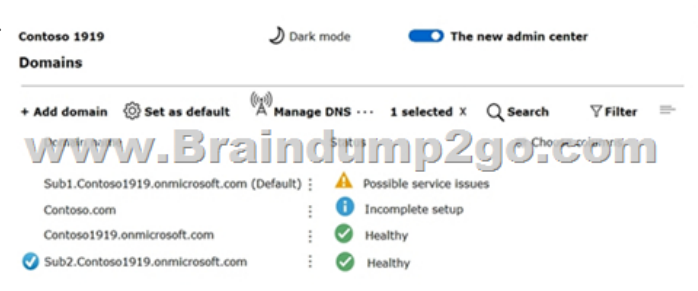 Contoso 1919
Dark mode
The new admin center
Domains
+ Add domain
Set as default
Manage DNS ···
1 selected X
Search
Filter
www.Braindump2go.com
Sub1.Contoso1919.onmicrosoft.com (Default)
Possible service issues
Contoso.com
Incomplete setup
Contoso1919.onmicrosoft.com
Healthy
Sub2.Contoso1919.onmicrosoft.com
Healthy